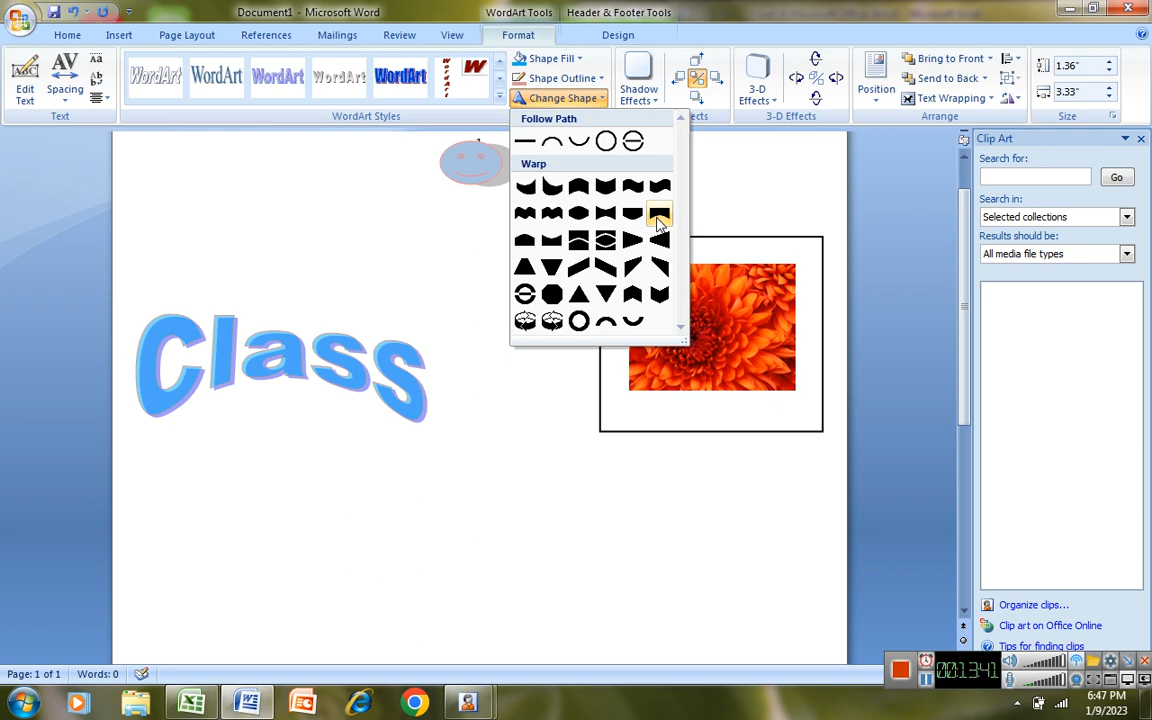 Document1 - Microsoft Word
WordArt Tools
Header & Footer Tools
Home
Insert
Page Layout
References
Mailings
Review
View
Format
Design
Edit Text
Spacing
Text
WordArt
WordArt
WordArt
WordArt
WordArt
WordArt Styles
Shape Fill
Shape Outline
Change Shape
Shadow Effects
3-D Effects
3-D Effects
Position
Bring to Front
Send to Back
Text Wrapping
Arrange
1.36"
3.33"
Size
Follow Path
Warp
Class
Clip Art
Search for:
Go
Search in:
Selected collections
Results should be:
All media file types
Organize clips...
Clip art on Office Online
Tips for finding clips
Page: 1 of 1
Words: 0
00:13:41
6:47 PM
1/9/2023